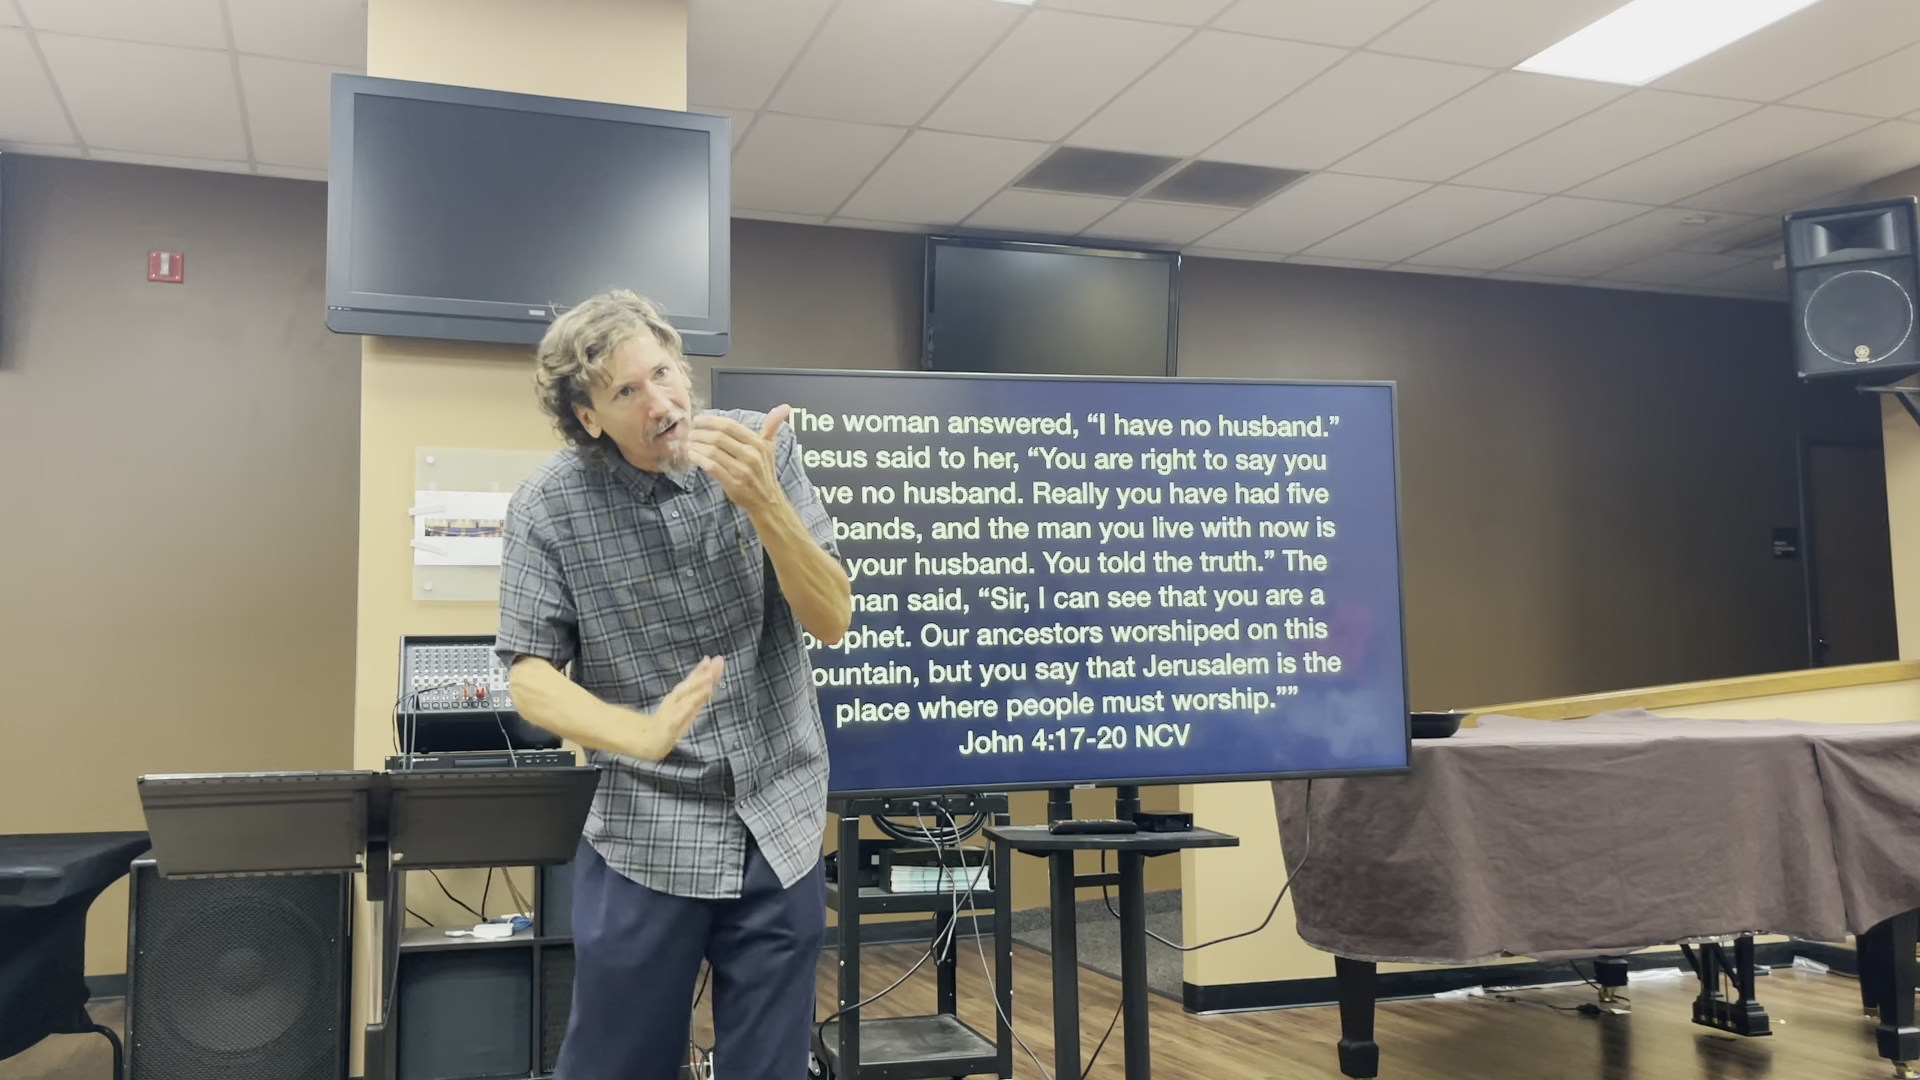 The woman answered, “I have no husband.”
Jesus said to her, “You are right to say you
ve no husband. Really you have had five
bands, and the man you live with now is
your husband. You told the truth.” The
man said, “Sir, I can see that you are a
prophet. Our ancestors worshiped on this
ountain, but you say that Jerusalem is the
place where people must worship.””
John 4:17-20 NCV